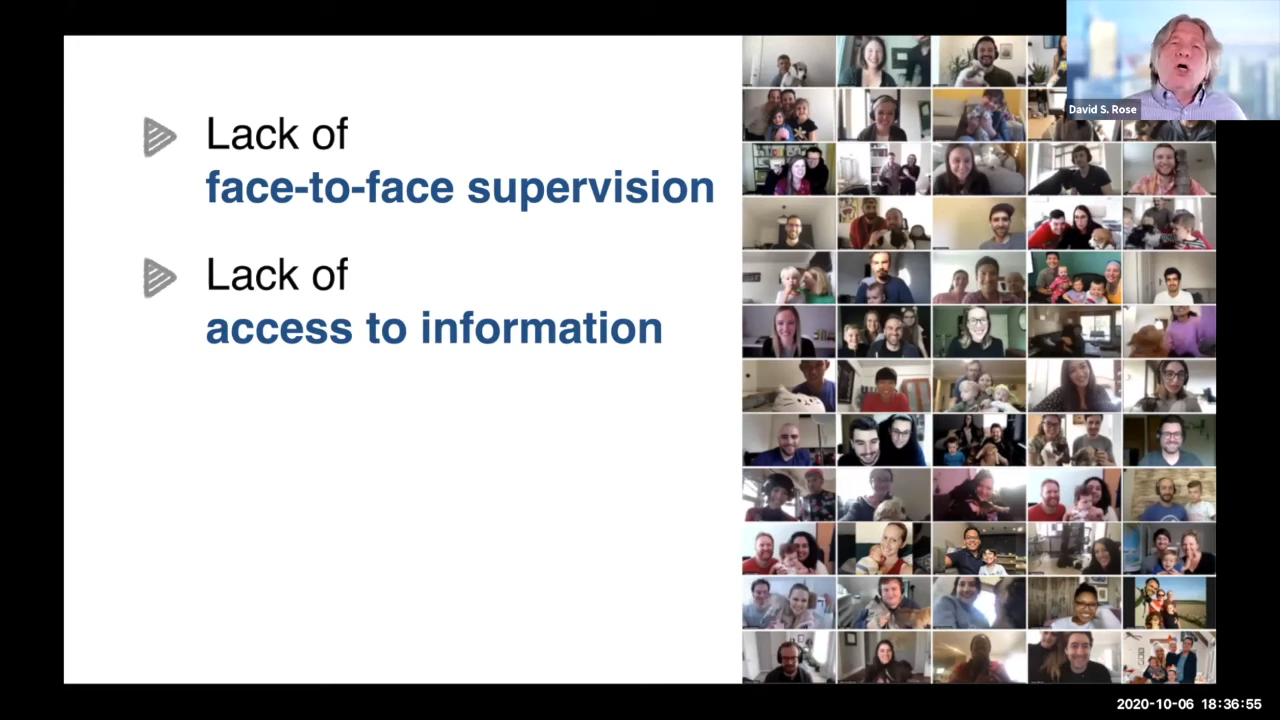 David S. Rose
Lack of
face-to-face supervision
Lack of
access to information
2020-10-06 18:36:55